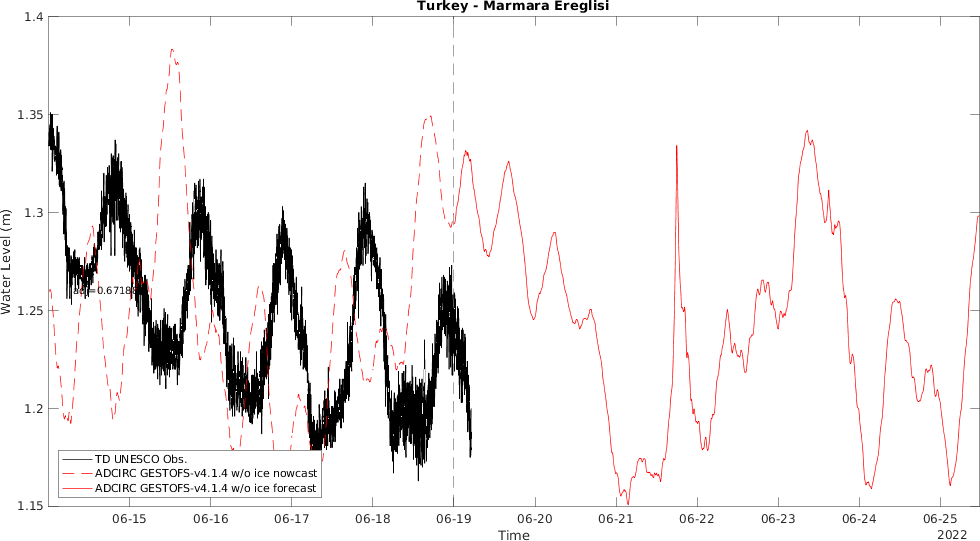 Turkey - Marmara Ereglisi
1.4
1.35
1.3
1.25
1.2
1.15
Water Level (m)
TD UNESCO Obs.
ADCIRC GESTOFS-v4.1.4 w/o ice nowcast
ADCIRC GESTOFS-v4.1.4 w/o ice forecast
06-15 06-16 06-17 06-18 06-19 06-20 06-21 06-22 06-23 06-24 06-25
Time
2022